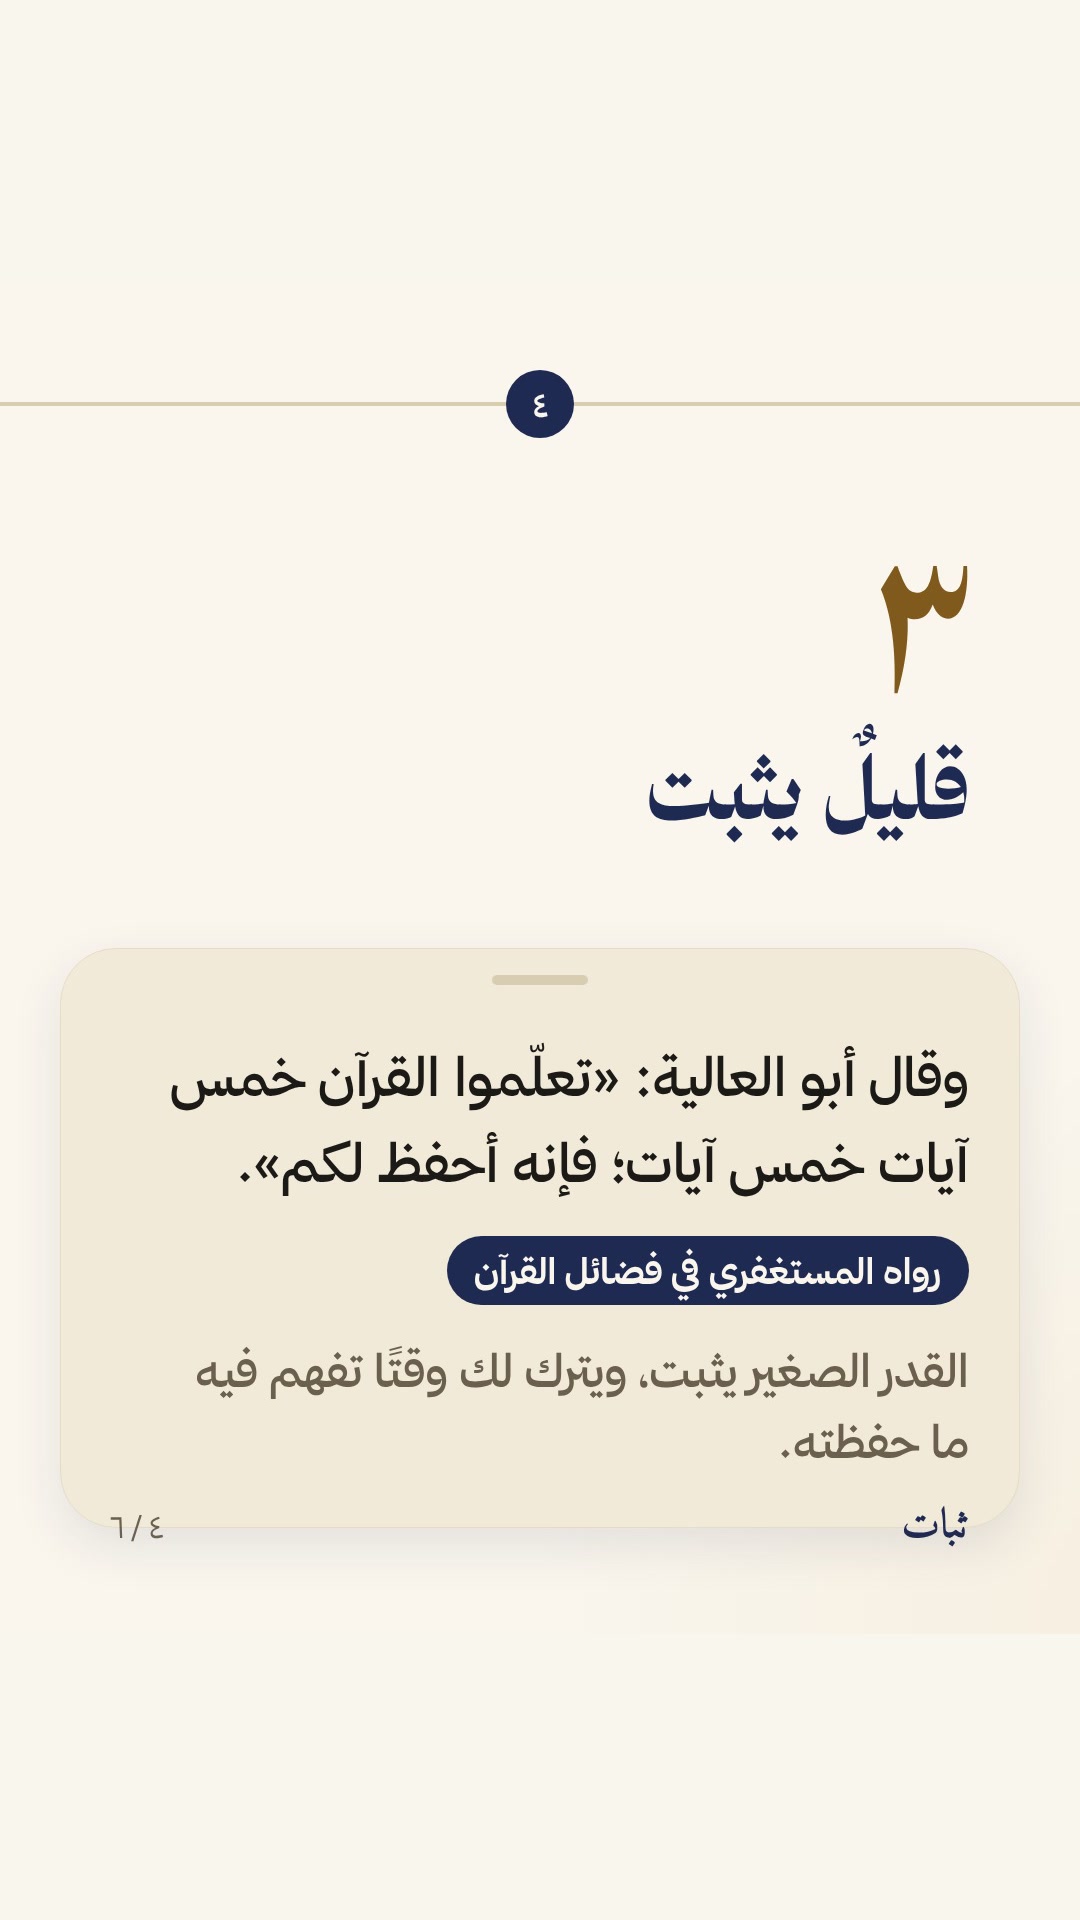 ٤
٣
قليلٌ يثبت
وقال أبو العالية: «تعلّموا القرآن خمس
آيات خمس آيات؛ فإنه أحفظ لكم».
رواه المستغفري في فضائل القرآن
القدر الصغير يثبت، ويترك لك وقتًا تفهم فيه
ما حفظته.
ثبات
٤ / ٦